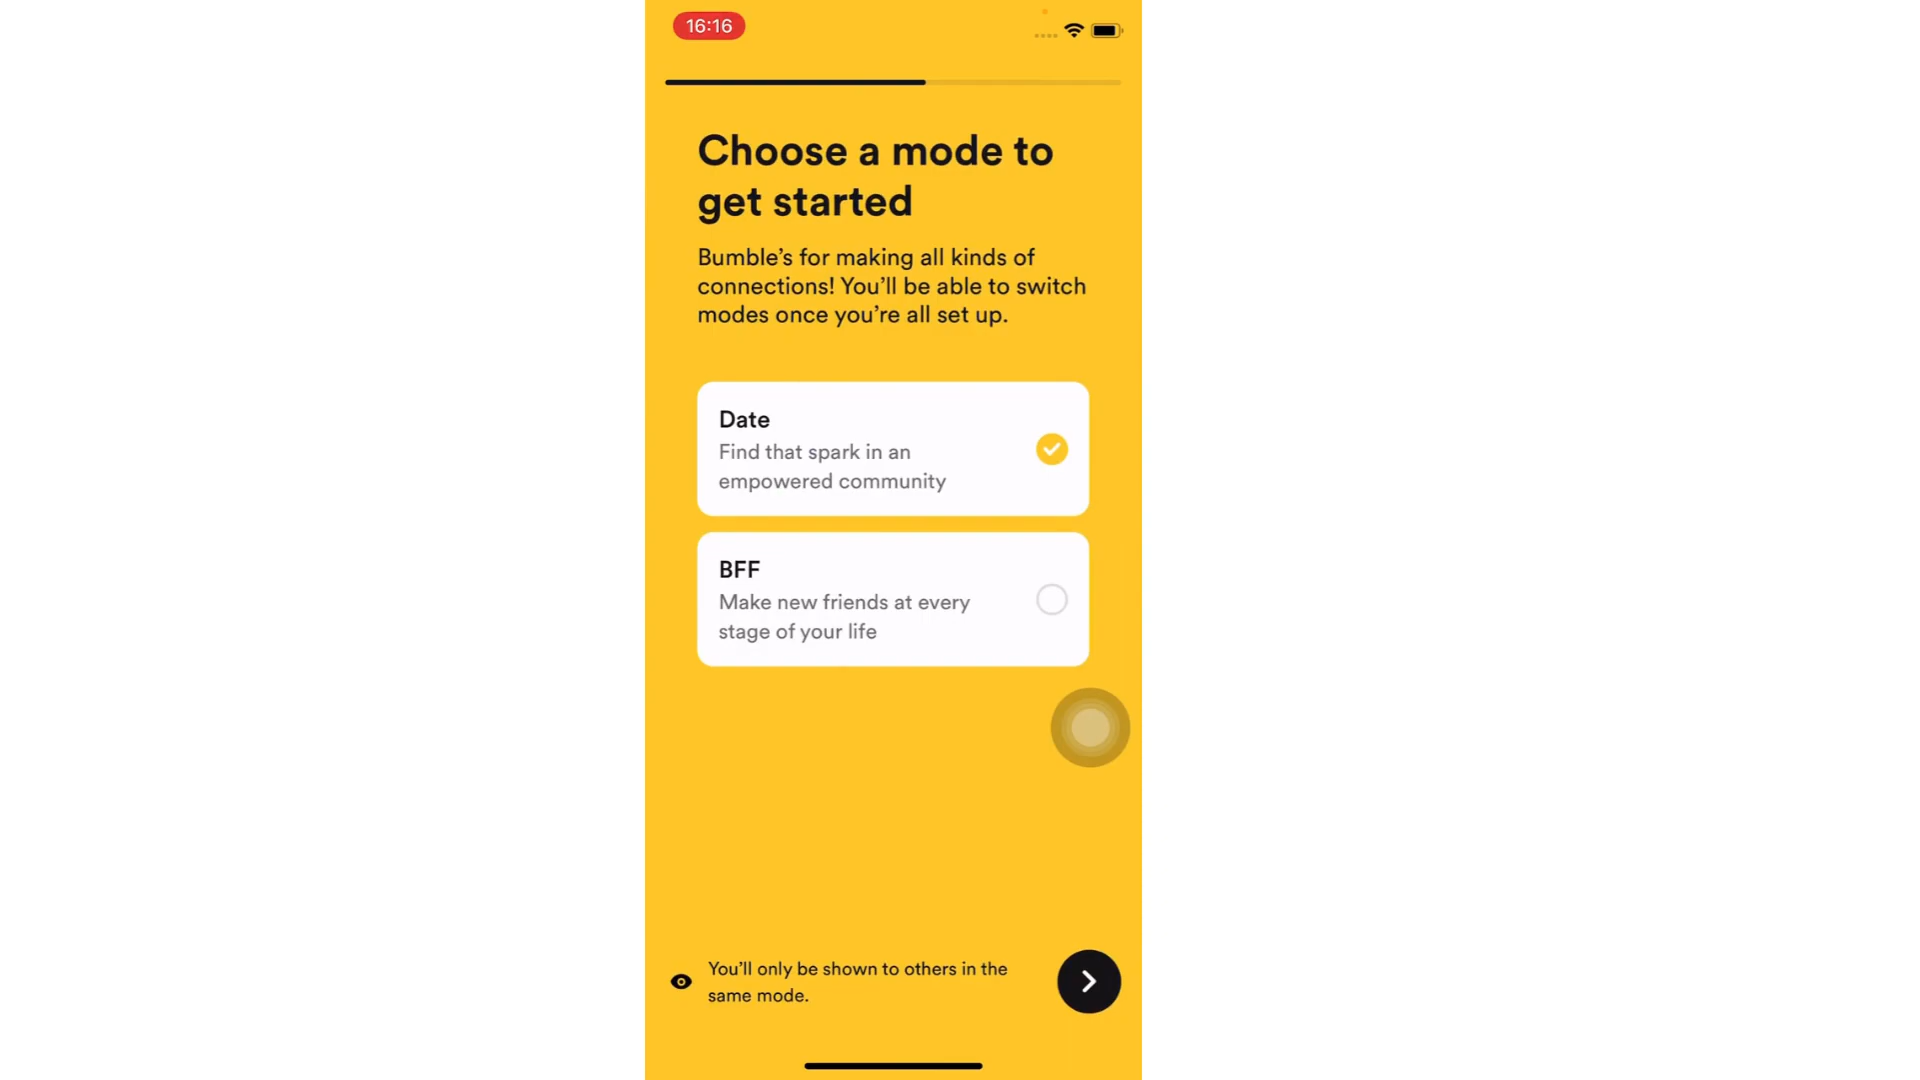 16:16
Choose a mode to
get started
Bumble’s for making all kinds of
connections! You’ll be able to switch
modes once you’re all set up.
Date
Find that spark in an
empowered community
BFF
Make new friends at every
stage of your life
You’ll only be shown to others in the
same mode.